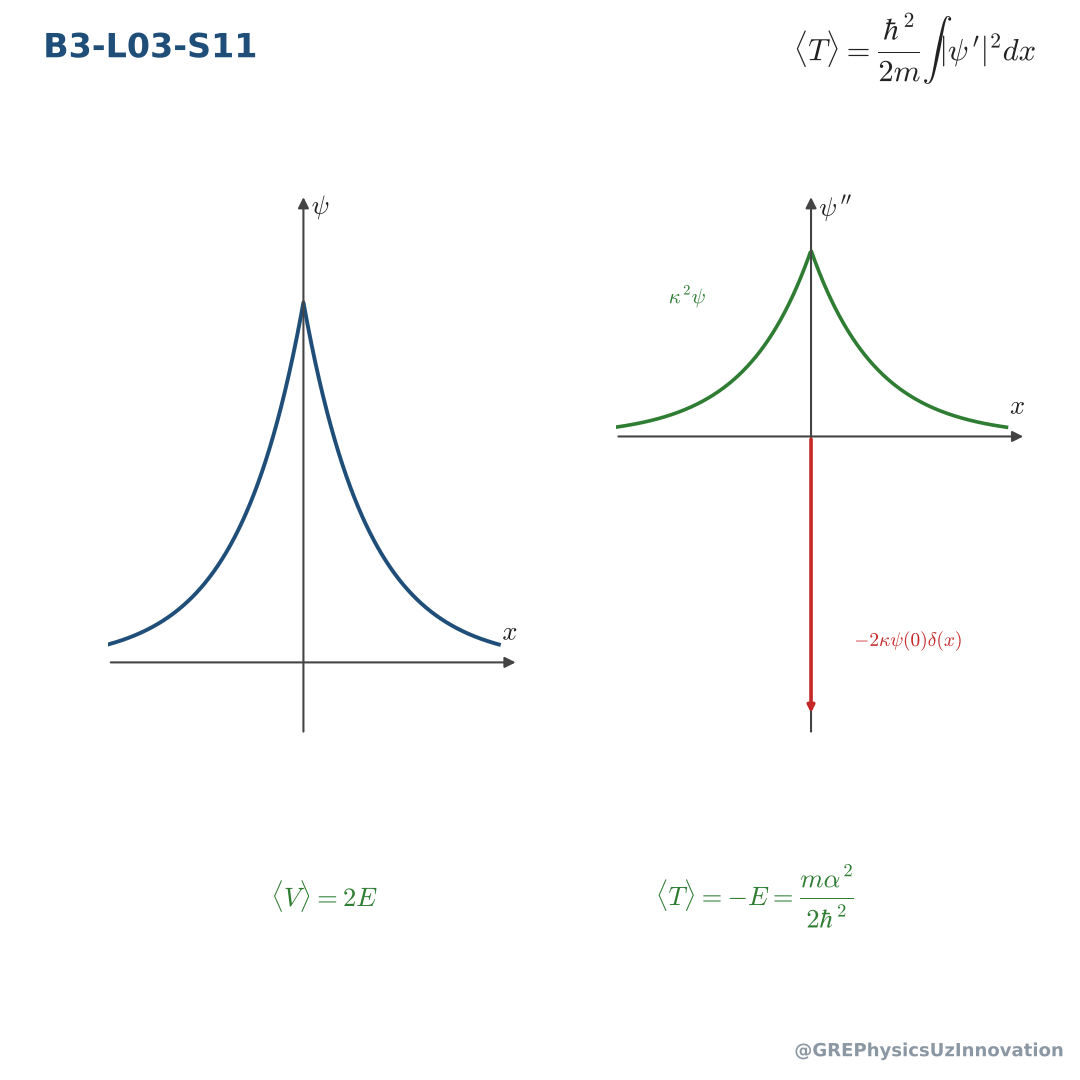 B3-L03-S11
⟨T⟩ = ħ²/2m ∫|ψ′|²dx
ψ
x
ψ″
κ²ψ
x
−2κψ(0)δ(x)
⟨V⟩ = 2E
⟨T⟩ = −E = mα²/2ħ²
@GREPhysicsUzInnovation